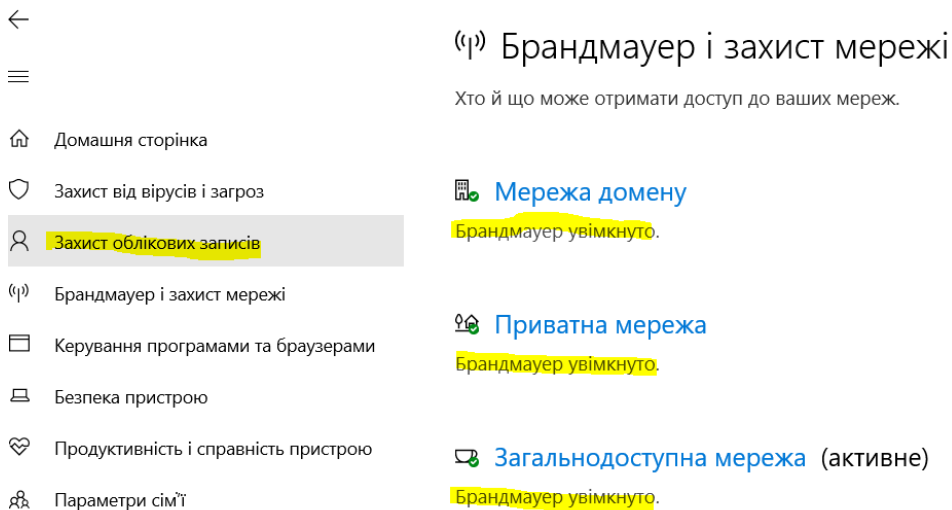 Домашня сторінка
Захист від вірусів і загроз
Захист облікових записів
Брандмауер і захист мережі
Керування програмами та браузерами
Безпека пристрою
Продуктивність і справність пристрою
Параметри сім’ї
Брандмауер і захист мережі
Хто й що може отримати доступ до ваших мереж.
Мережа домену
Брандмауер увімкнуто.
Приватна мережа
Брандмауер увімкнуто.
Загальнодоступна мережа (активне)
Брандмауер увімкнуто.